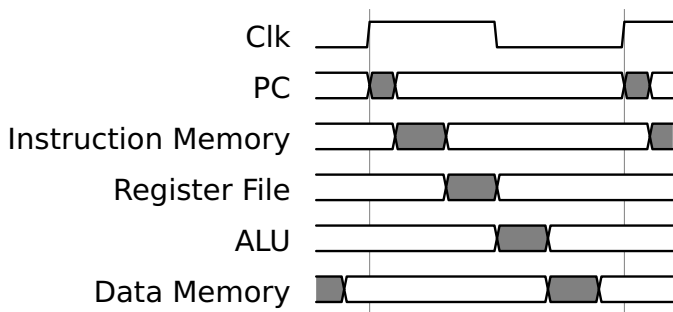 Clk
PC
Instruction Memory
Register File
ALU
Data Memory